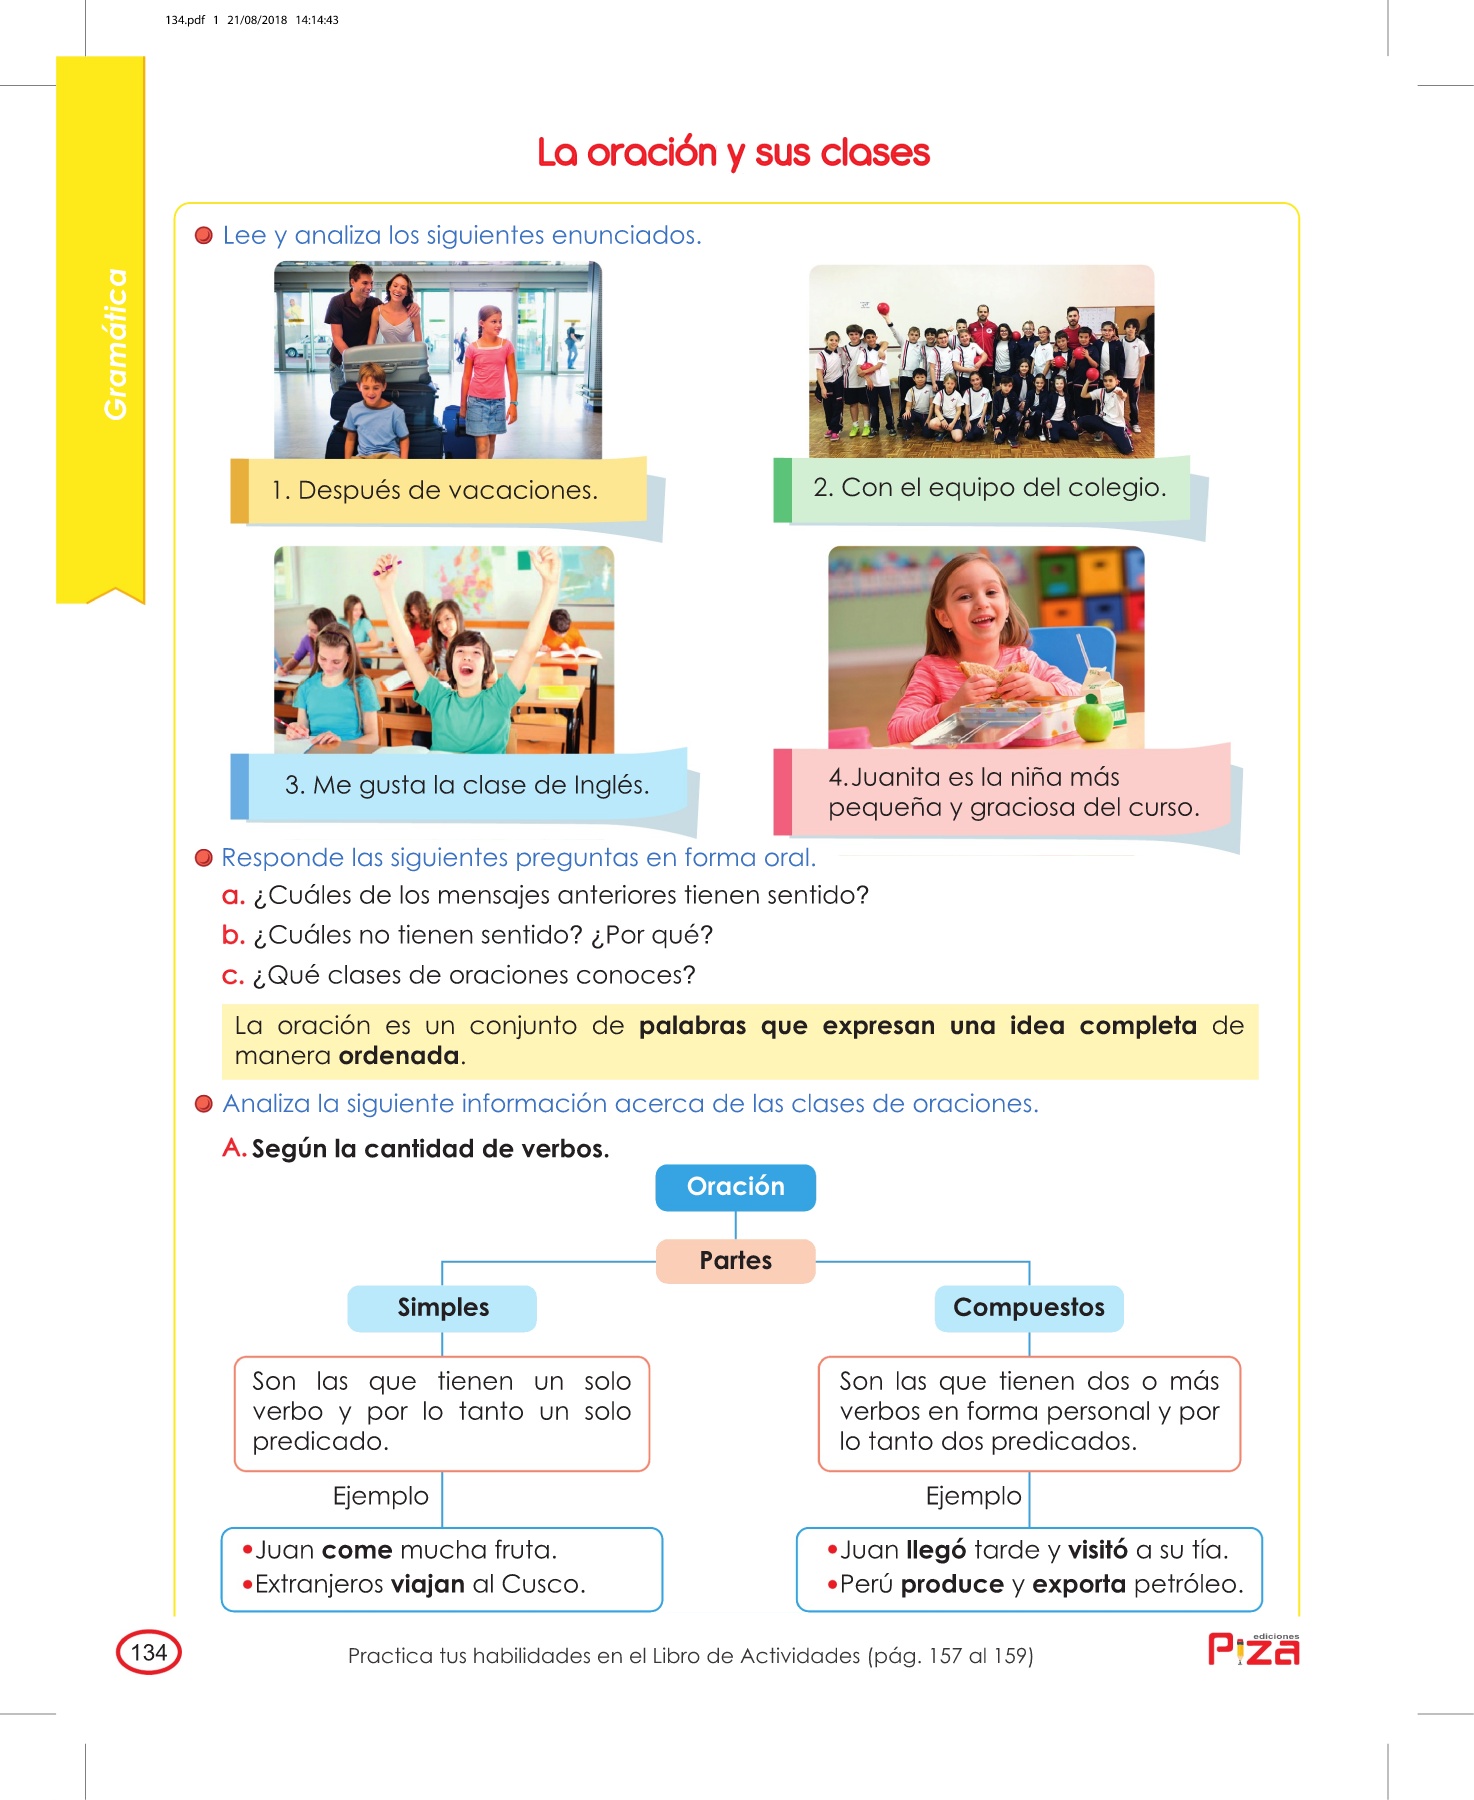 134.pdf 1 21/08/2018 14:14:43
La oración y sus clases
Gramática
Lee y analiza los siguientes enunciados.
1. Después de vacaciones.
2. Con el equipo del colegio.
3. Me gusta la clase de Inglés.
4.Juanita es la niña más
pequeña y graciosa del curso.
Responde las siguientes preguntas en forma oral.
a. ¿Cuáles de los mensajes anteriores tienen sentido?
b. ¿Cuáles no tienen sentido? ¿Por qué?
c. ¿Qué clases de oraciones conoces?
La oración es un conjunto de palabras que expresan una idea completa de
manera ordenada.
Analiza la siguiente información acerca de las clases de oraciones.
A. Según la cantidad de verbos.
Oración
Partes
Simples
Compuestos
Son las que tienen un solo
verbo y por lo tanto un solo
predicado.
Son las que tienen dos o más
verbos en forma personal y por
lo tanto dos predicados.
Ejemplo
Ejemplo
•Juan come mucha fruta.
•Extranjeros viajan al Cusco.
•Juan llegó tarde y visitó a su tía.
•Perú produce y exporta petróleo.
134
Practica tus habilidades en el Libro de Actividades (pág. 157 al 159)
ediciones
Piza